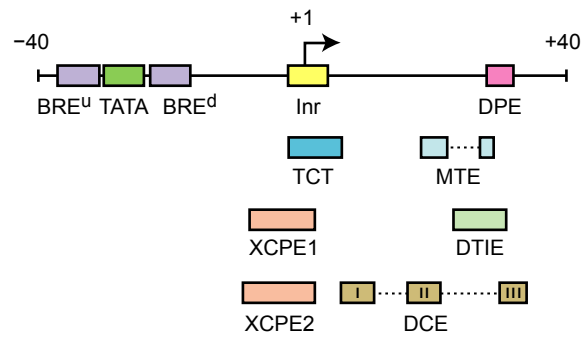 +1
−40 +40
BREᵘ TATA BREᵈ Inr DPE
TCT MTE
XCPE1 DTIE
I II III
XCPE2 DCE